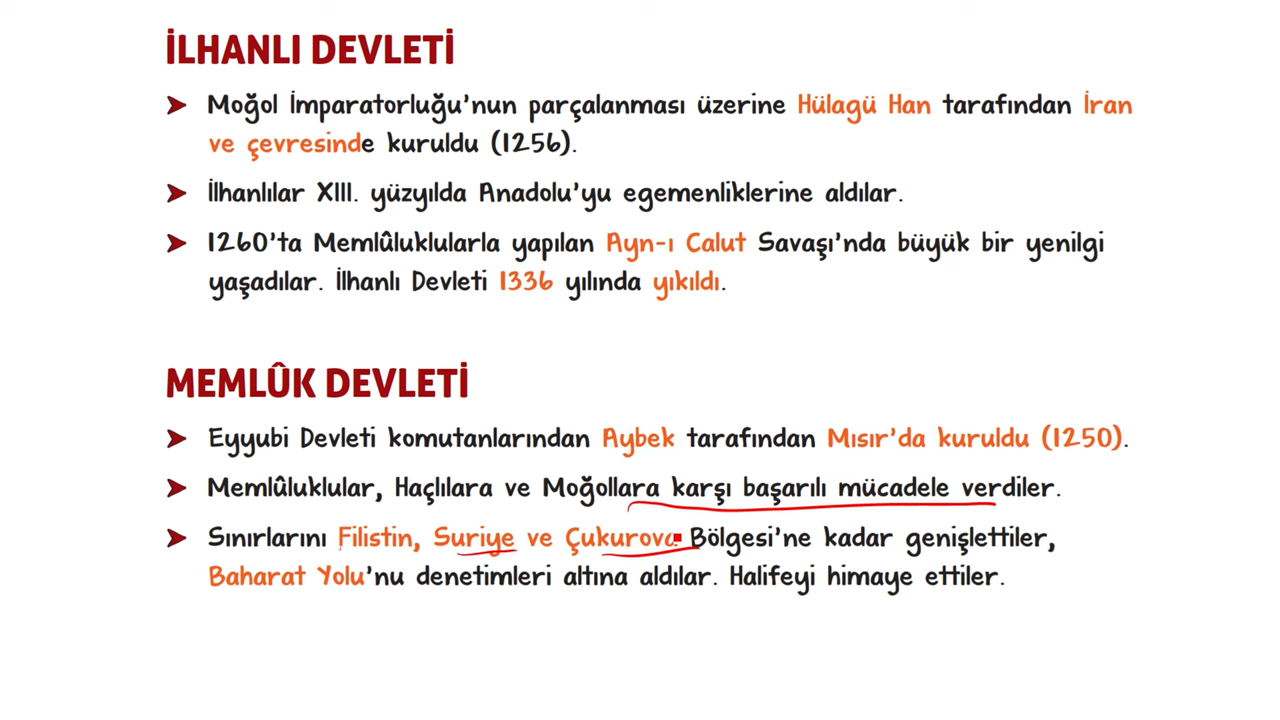 İLHANLI DEVLETİ
➤ Moğol İmparatorluğu'nun parçalanması üzerine Hülagü Han tarafından İran
ve çevresinde kuruldu (1256).
➤ İlhanlılar XIII. yüzyılda Anadolu'yu egemenliklerine aldılar.
➤ 1260'ta Memlûluklularla yapılan Ayn-ı Calut Savaşı'nda büyük bir yenilgi
yaşadılar. İlhanlı Devleti 1336 yılında yıkıldı.
MEMLÛK DEVLETİ
➤ Eyyubi Devleti komutanlarından Aybek tarafından Mısır'da kuruldu (1250).
➤ Memlûluklular, Haçlılara ve Moğollara karşı başarılı mücadele verdiler.
➤ Sınırlarını Filistin, Suriye ve Çukurova Bölgesi'ne kadar genişlettiler,
Baharat Yolu'nu denetimleri altına aldılar. Halifeyi himaye ettiler.